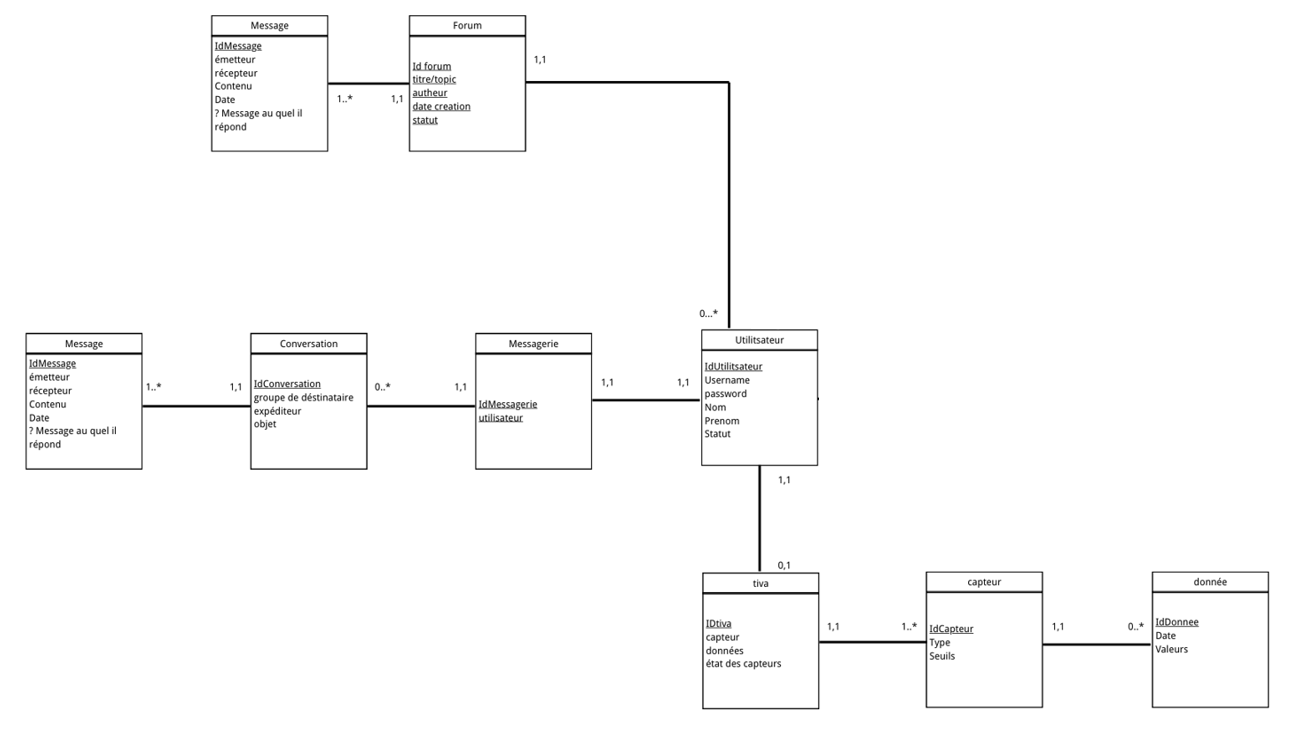 Message
IdMessage
émetteur
récepteur
Contenu
Date
? Message au quel il
répond
1..*
1,1
Forum
Id forum
titre/topic
autheur
date creation
statut
1,1
0...*
Message
IdMessage
émetteur
récepteur
Contenu
Date
? Message au quel il
répond
1..*
1,1
Conversation
IdConversation
groupe de déstinataire
expéditeur
objet
0..*
1,1
Messagerie
IdMessagerie
utilisateur
1,1
1,1
Utilitsateur
IdUtilitsateur
Username
password
Nom
Prenom
Statut
1,1
0,1
tiva
IDtiva
capteur
données
état des capteurs
1,1
1..*
capteur
IdCapteur
Type
Seuils
1,1
0..*
donnée
IdDonnee
Date
Valeurs